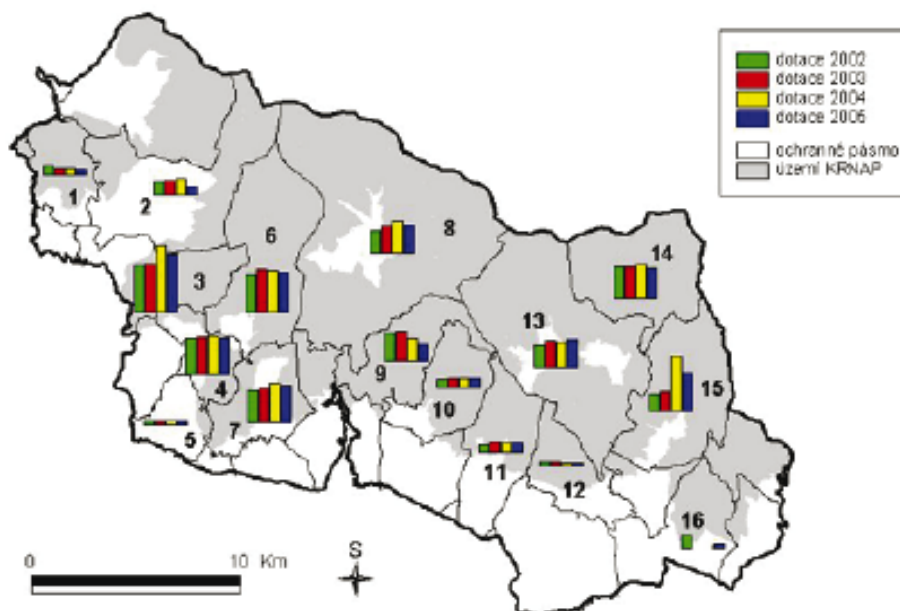 dotace 2002
dotace 2003
dotace 2004
dotace 2005
ochranné pásmo
území KRNAP
1
2
3
4
5
6
7
8
9
10
11
12
13
14
15
16
0 10 Km
S